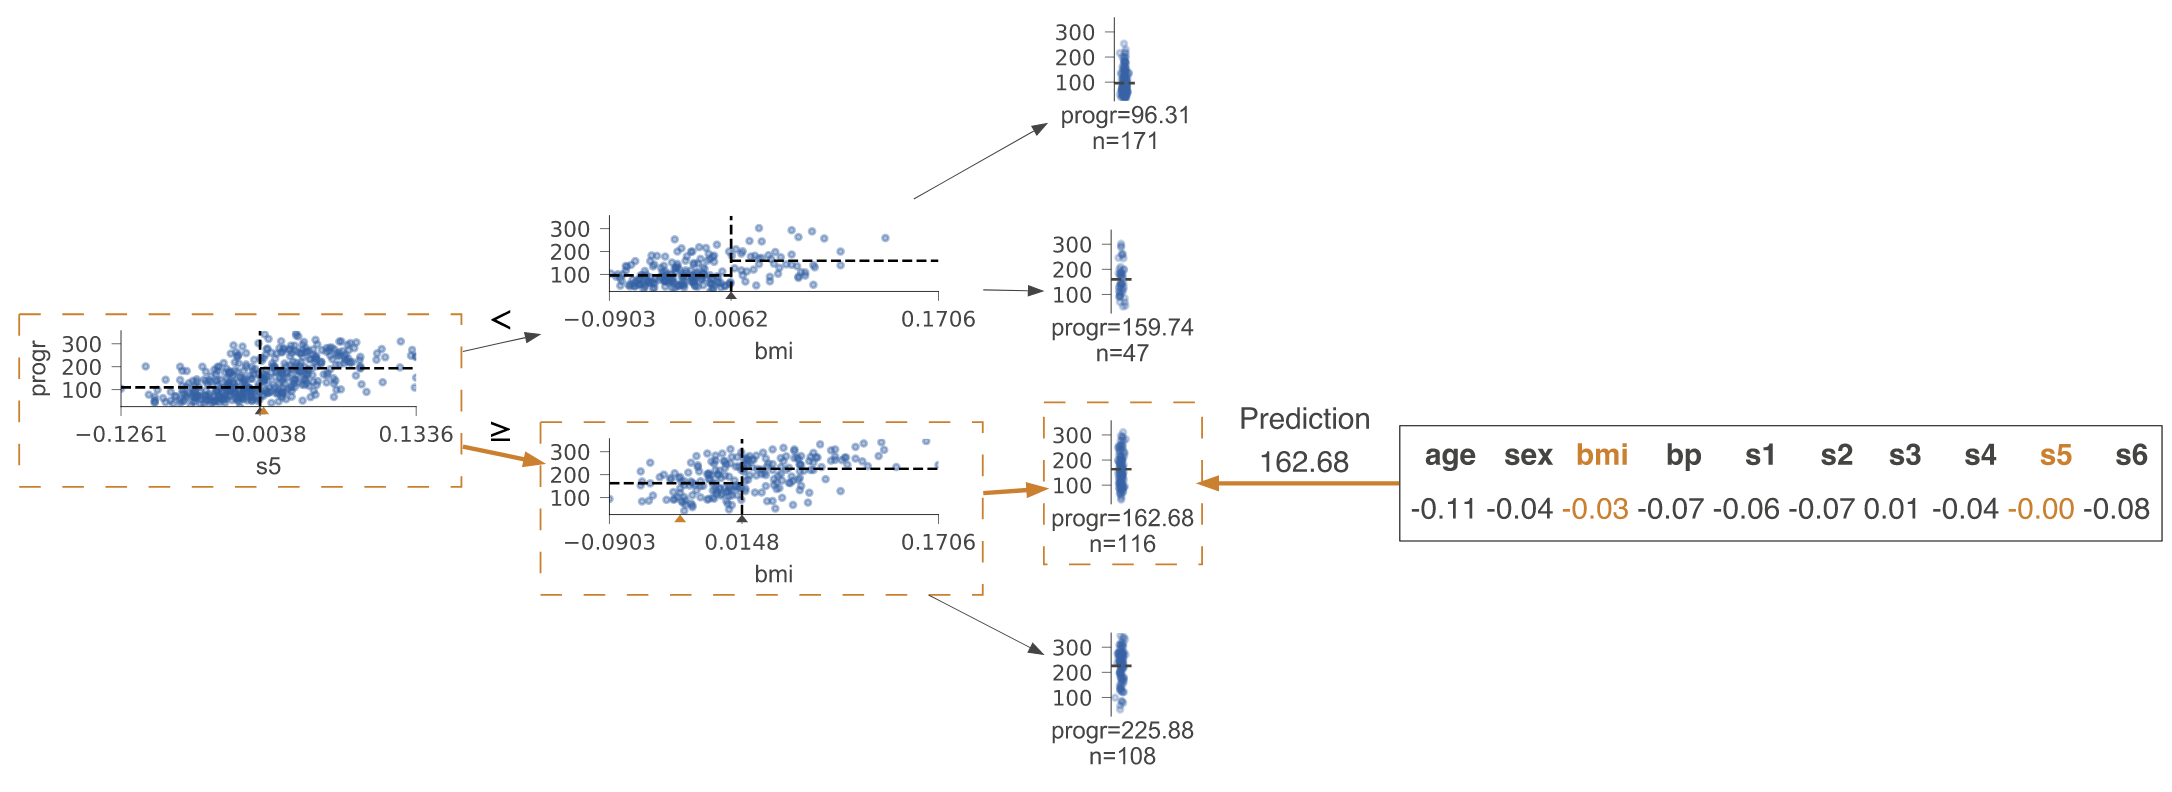 300
200
100
progr=96.31
n=171
300
200
100
−0.0903 0.0062 0.1706
bmi
300
200
100
progr=159.74
n=47
<
progr
300
200
100
−0.1261 −0.0038 0.1336
s5
≥
300
200
100
−0.0903 0.0148 0.1706
bmi
300
200
100
progr=162.68
n=116
Prediction
162.68
age sex bmi bp s1 s2 s3 s4 s5 s6
-0.11 -0.04 -0.03 -0.07 -0.06 -0.07 0.01 -0.04 -0.00 -0.08
300
200
100
progr=225.88
n=108